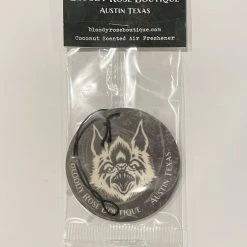 Bloody Rose Boutique
Austin Texas
bloodyroseboutique.com
Coconut Scented Air Freshener
Bloody Rose Boutique
Austin Texas